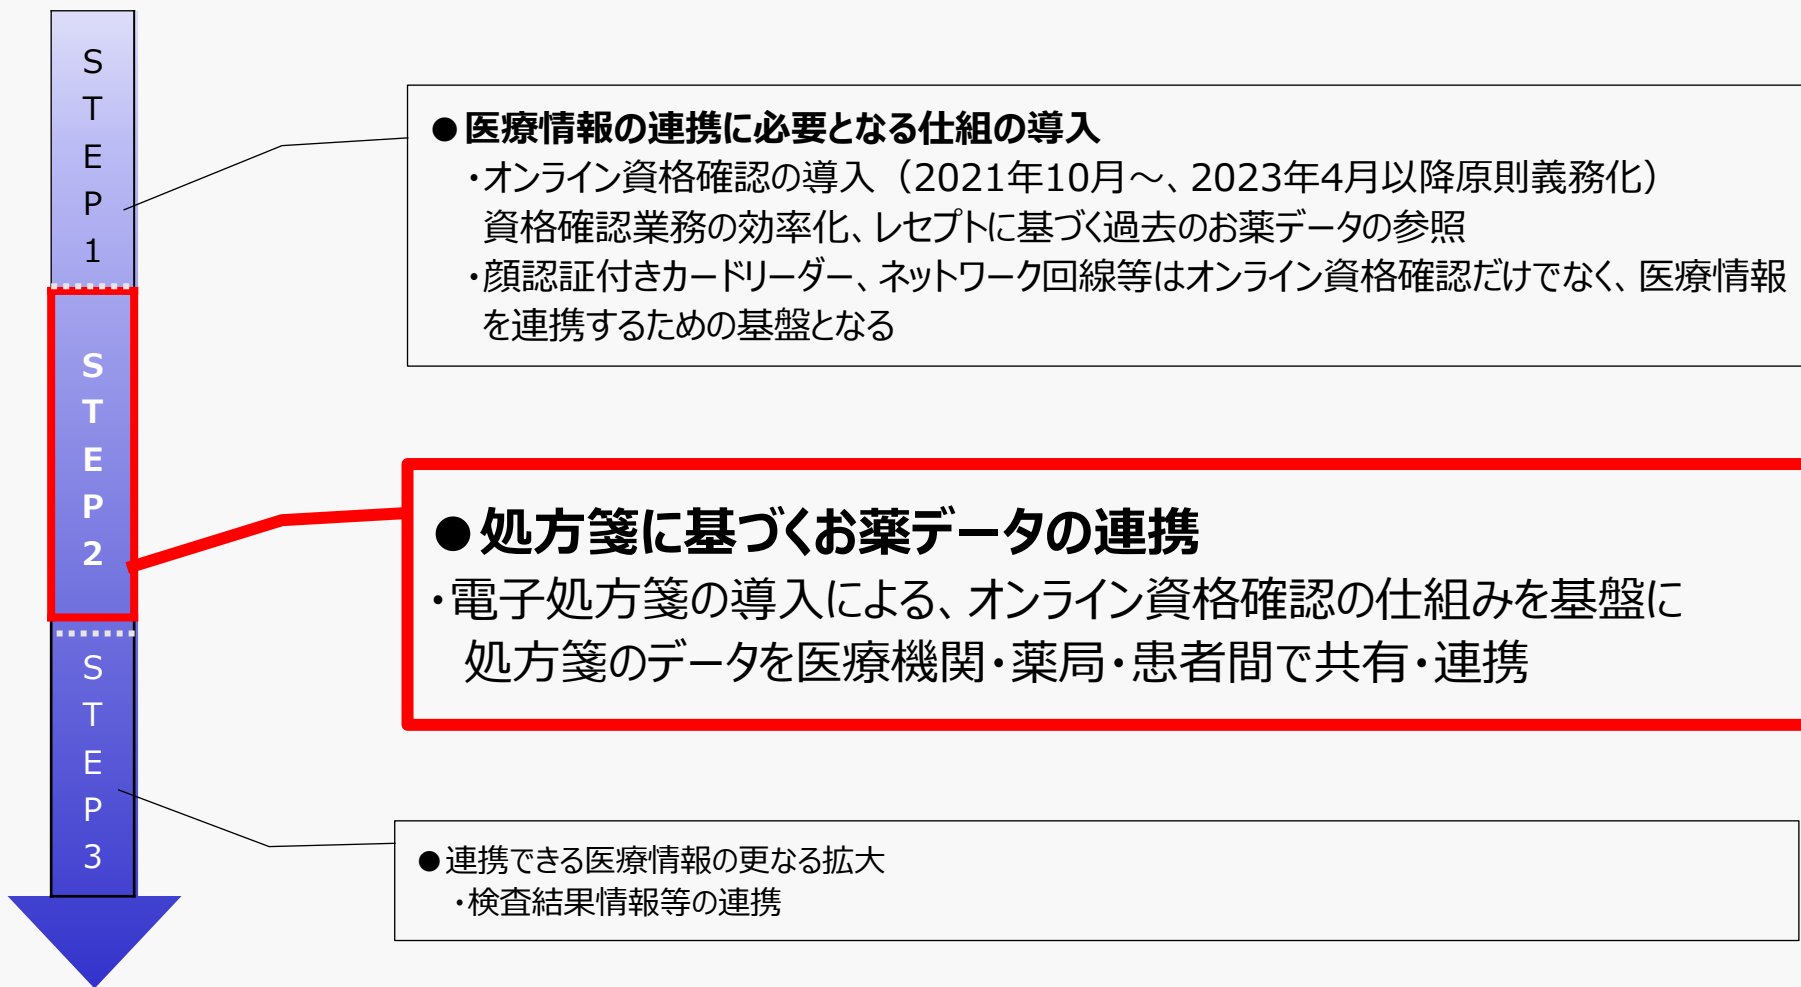 STEP1
●医療情報の連携に必要となる仕組の導入
・オンライン資格確認の導入（2021年10月～、2023年4月以降原則義務化）
資格確認業務の効率化、レセプトに基づく過去のお薬データの参照
・顔認証付きカードリーダー、ネットワーク回線等はオンライン資格確認だけでなく、医療情報
を連携するための基盤となる
STEP2
●処方箋に基づくお薬データの連携
・電子処方箋の導入による、オンライン資格確認の仕組みを基盤に
処方箋のデータを医療機関・薬局・患者間で共有・連携
STEP3
●連携できる医療情報の更なる拡大
・検査結果情報等の連携